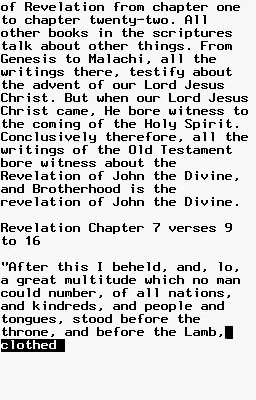 of Revelation from chapter one
to chapter twenty-two. All
other books in the scriptures
talk about other things. From
Genesis to Malachi, all the
writings there, testify about
the advent of our Lord Jesus
Christ. But when our Lord Jesus
Christ came, He bore witness to
the coming of the Holy Spirit.
Conclusively therefore, all the
writings of the Old Testament
bore witness about the
Revelation of John the Divine,
and Brotherhood is the
revelation of John the Divine.
Revelation Chapter 7 verses 9
to 16
"After this I beheld, and, lo,
a great multitude which no man
could number, of all nations,
and kindreds, and people and
tongues, stood before the
throne, and before the Lamb,
clothed